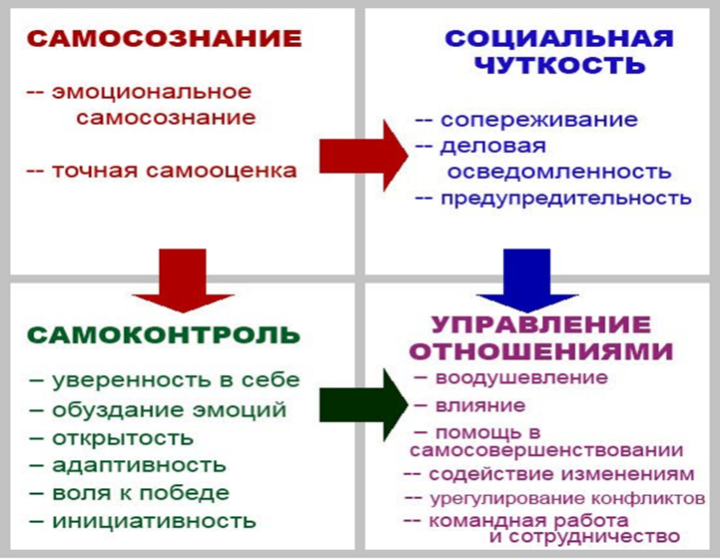 САМОСОЗНАНИЕ
-- эмоциональное
самосознание
-- точная самооценка
СОЦИАЛЬНАЯ
ЧУТКОСТЬ
-- сопереживание
-- деловая
осведомленность
-- предупредительность
САМОКОНТРОЛЬ
– уверенность в себе
– обуздание эмоций
– открытость
– адаптивность
– воля к победе
– инициативность
УПРАВЛЕНИЕ
ОТНОШЕНИЯМИ
– воодушевление
– влияние
– помощь в
самосовершенствовании
-- содействие изменениям
-- урегулирование конфликтов
-- командная работа
и сотрудничество